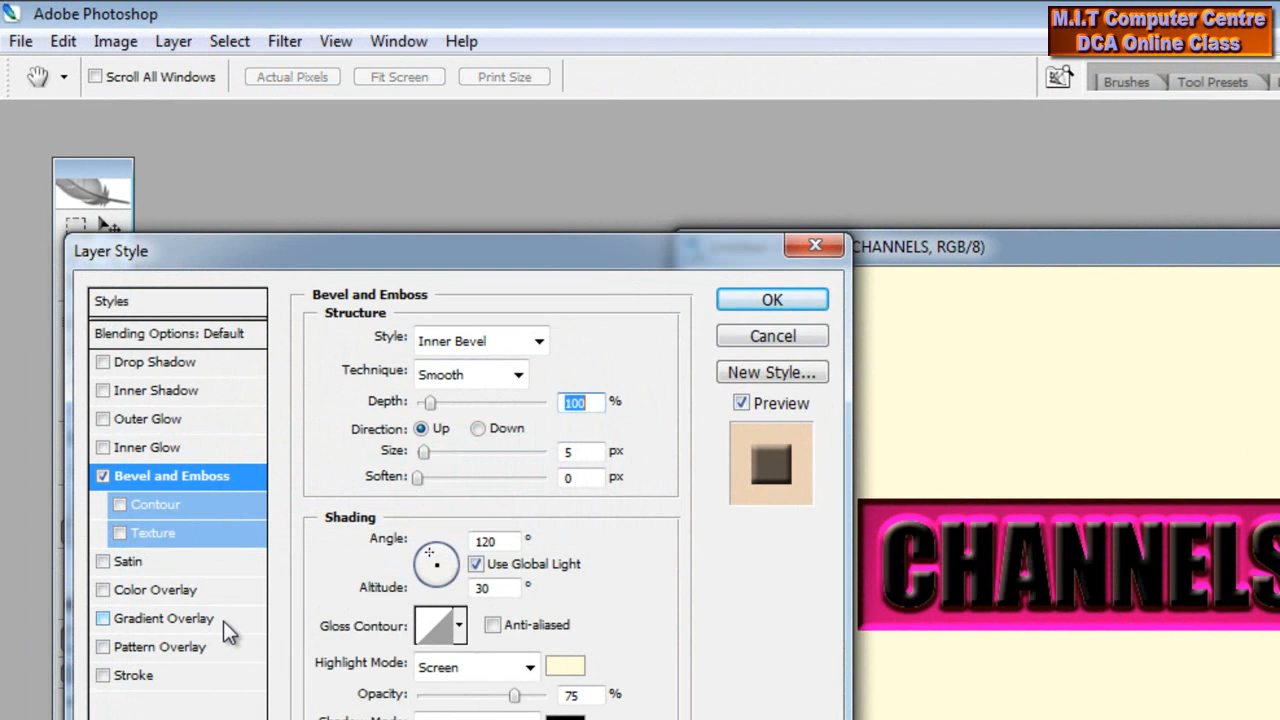 Adobe Photoshop
M.I.T Computer Centre
DCA Online Class
File Edit Image Layer Select Filter View Window Help
Scroll All Windows Actual Pixels Fit Screen Print Size Brushes Tool Presets
Layer Style
CHANNELS, RGB/8)
Styles
Blending Options: Default
Drop Shadow
Inner Shadow
Outer Glow
Inner Glow
Bevel and Emboss
Contour
Texture
Satin
Color Overlay
Gradient Overlay
Pattern Overlay
Stroke
Bevel and Emboss
Structure
Style: Inner Bevel
Technique: Smooth
Depth: 100 %
Direction: Up Down
Size: 5 px
Soften: 0 px
Shading
Angle: 120 °
Use Global Light
Altitude: 30 °
Gloss Contour: Anti-aliased
Highlight Mode: Screen
Opacity: 75 %
OK
Cancel
New Style...
Preview
CHANNELS